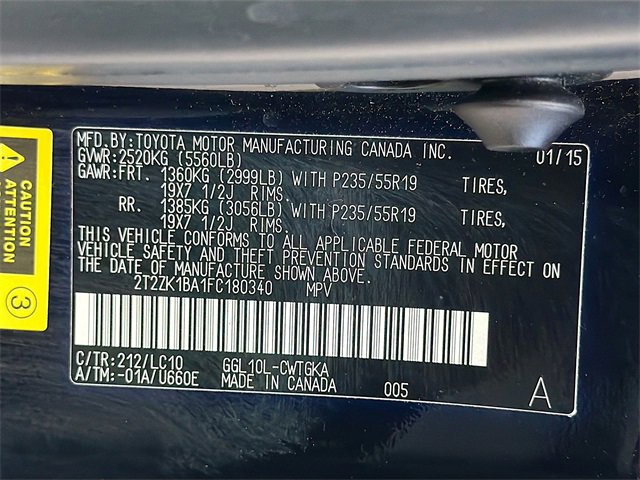 MFD.BY:TOYOTA MOTOR MANUFACTURING CANADA INC. 01/15
GVWR:2520KG (5560LB)
GAWR:FRT. 1360KG (2999LB) WITH P235/55R19 TIRES,
19X7 1/2J RIMS.
RR. 1385KG (3056LB) WITH P235/55R19 TIRES,
19X7 1/2J RIMS.
THIS VEHICLE CONFORMS TO ALL APPLICABLE FEDERAL MOTOR
VEHICLE SAFETY AND THEFT PREVENTION STANDARDS IN EFFECT ON
THE DATE OF MANUFACTURE SHOWN ABOVE.
2T2ZK1BA1FC180340 MPV
C/TR:212/LC10 GGL10L-CWTGKA
A/TM:-01A/U660E MADE IN CANADA 005 A
CAUTION
PRECAUCION
3